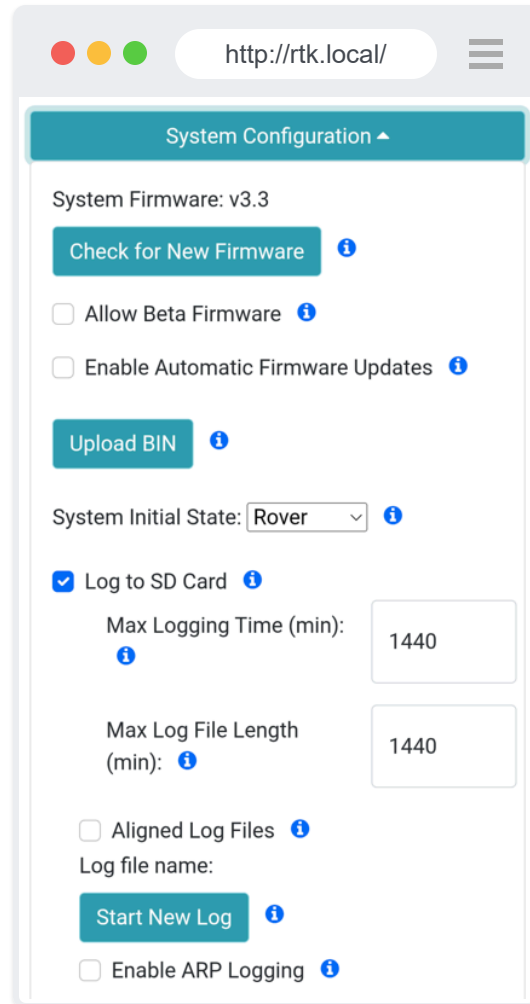 http://rtk.local/
System Configuration
System Firmware: v3.3
Check for New Firmware
Allow Beta Firmware
Enable Automatic Firmware Updates
Upload BIN
System Initial State: Rover
Log to SD Card
Max Logging Time (min):
1440
Max Log File Length
(min):
1440
Aligned Log Files
Log file name:
Start New Log
Enable ARP Logging